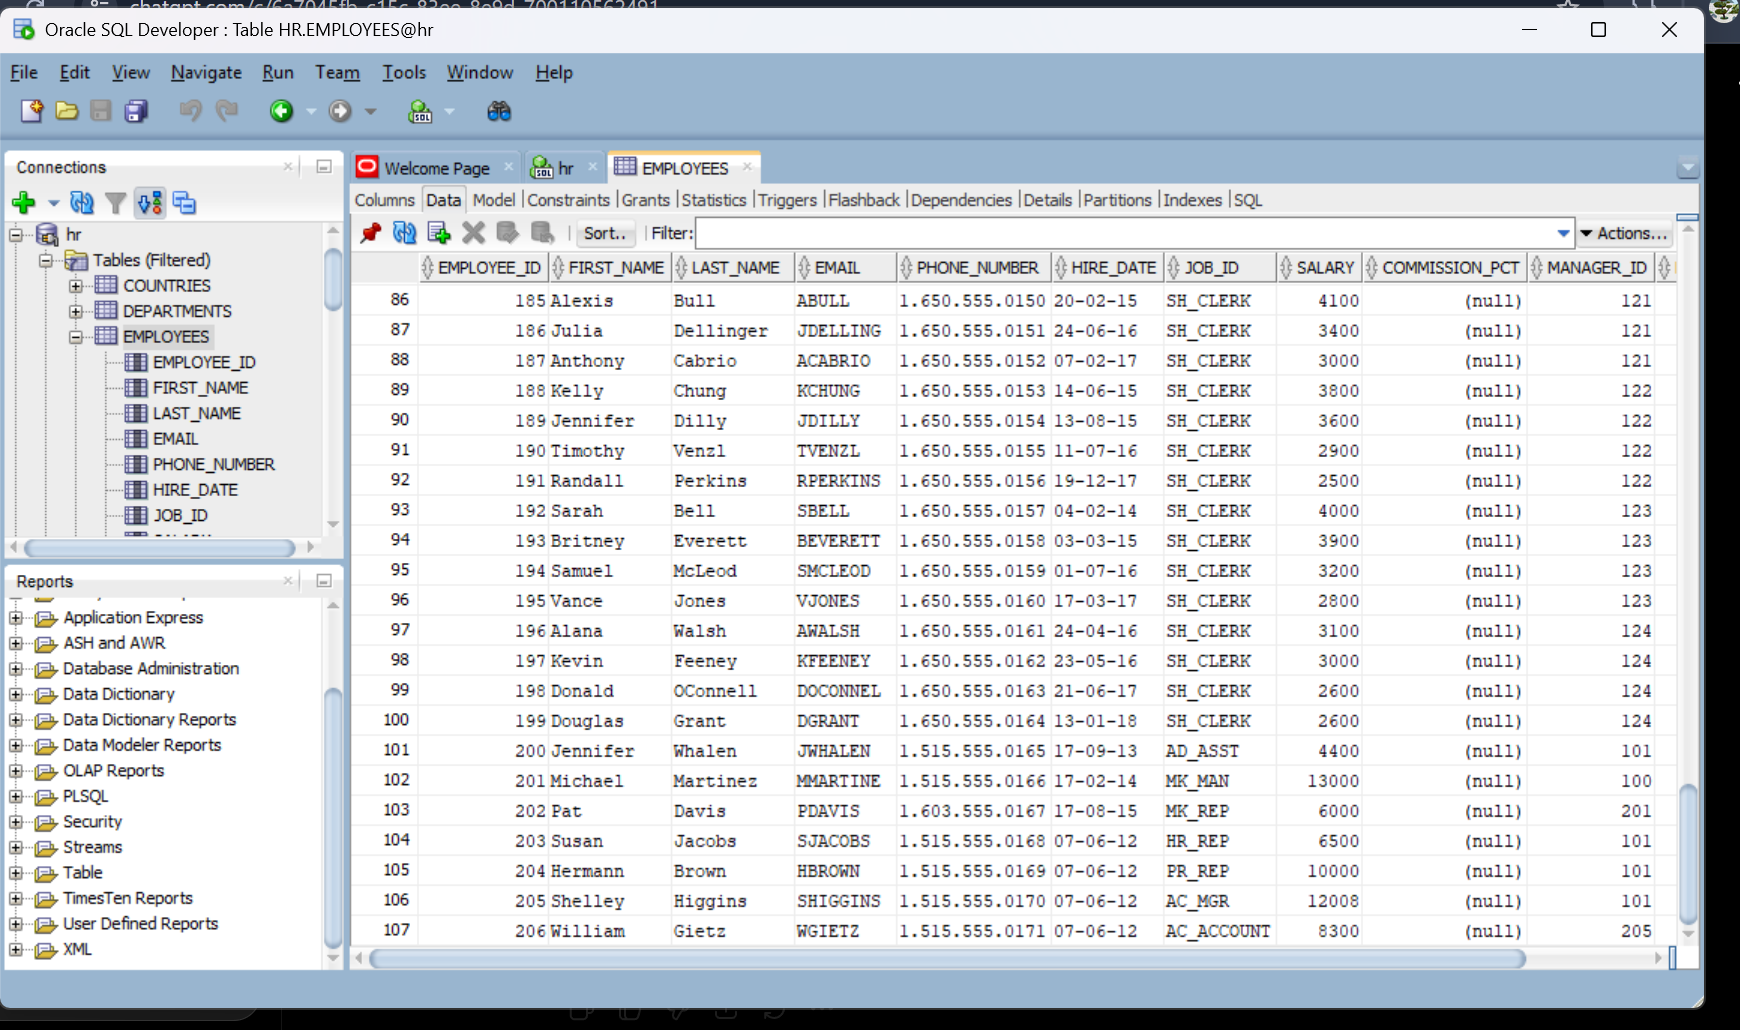 Oracle SQL Developer : Table HR.EMPLOYEES@hr
File Edit View Navigate Run Team Tools Window Help
Connections
hr
Tables (Filtered)
COUNTRIES
DEPARTMENTS
EMPLOYEES
EMPLOYEE_ID
FIRST_NAME
LAST_NAME
EMAIL
PHONE_NUMBER
HIRE_DATE
JOB_ID
Reports
Application Express
ASH and AWR
Database Administration
Data Dictionary
Data Dictionary Reports
Data Modeler Reports
OLAP Reports
PLSQL
Security
Streams
Table
TimesTen Reports
User Defined Reports
XML
Welcome Page hr EMPLOYEES
Columns Data Model Constraints Grants Statistics Triggers Flashback Dependencies Details Partitions Indexes SQL
Sort.. Filter: Actions...
EMPLOYEE_ID FIRST_NAME LAST_NAME EMAIL PHONE_NUMBER HIRE_DATE JOB_ID SALARY COMMISSION_PCT MANAGER_ID
86 185 Alexis Bull ABULL 1.650.555.0150 20-02-15 SH_CLERK 4100 (null) 121
87 186 Julia Dellinger JDELLING 1.650.555.0151 24-06-16 SH_CLERK 3400 (null) 121
88 187 Anthony Cabrio ACABRIO 1.650.555.0152 07-02-17 SH_CLERK 3000 (null) 121
89 188 Kelly Chung KCHUNG 1.650.555.0153 14-06-15 SH_CLERK 3800 (null) 122
90 189 Jennifer Dilly JDILLY 1.650.555.0154 13-08-15 SH_CLERK 3600 (null) 122
91 190 Timothy Venzl TVENZL 1.650.555.0155 11-07-16 SH_CLERK 2900 (null) 122
92 191 Randall Perkins RPERKINS 1.650.555.0156 19-12-17 SH_CLERK 2500 (null) 122
93 192 Sarah Bell SBELL 1.650.555.0157 04-02-14 SH_CLERK 4000 (null) 123
94 193 Britney Everett BEVERETT 1.650.555.0158 03-03-15 SH_CLERK 3900 (null) 123
95 194 Samuel McLeod SMCLEOD 1.650.555.0159 01-07-16 SH_CLERK 3200 (null) 123
96 195 Vance Jones VJONES 1.650.555.0160 17-03-17 SH_CLERK 2800 (null) 123
97 196 Alana Walsh AWALSH 1.650.555.0161 24-04-16 SH_CLERK 3100 (null) 124
98 197 Kevin Feeney KFEENEY 1.650.555.0162 23-05-16 SH_CLERK 3000 (null) 124
99 198 Donald OConnell DOCONNEL 1.650.555.0163 21-06-17 SH_CLERK 2600 (null) 124
100 199 Douglas Grant DGRANT 1.650.555.0164 13-01-18 SH_CLERK 2600 (null) 124
101 200 Jennifer Whalen JWHALEN 1.515.555.0165 17-09-13 AD_ASST 4400 (null) 101
102 201 Michael Martinez MMARTINE 1.515.555.0166 17-02-14 MK_MAN 13000 (null) 100
103 202 Pat Davis PDAVIS 1.603.555.0167 17-08-15 MK_REP 6000 (null) 201
104 203 Susan Jacobs SJACOBS 1.515.555.0168 07-06-12 HR_REP 6500 (null) 101
105 204 Hermann Brown HBROWN 1.515.555.0169 07-06-12 PR_REP 10000 (null) 101
106 205 Shelley Higgins SHIGGINS 1.515.555.0170 07-06-12 AC_MGR 12008 (null) 101
107 206 William Gietz WGIETZ 1.515.555.0171 07-06-12 AC_ACCOUNT 8300 (null) 205